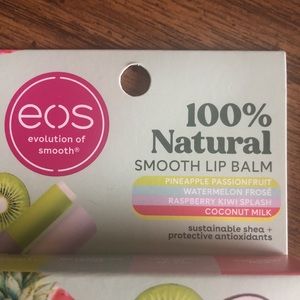 eos
evolution of
smooth®
100%
Natural
SMOOTH LIP BALM
PINEAPPLE PASSIONFRUIT
WATERMELON FROSÉ
RASPBERRY KIWI SPLASH
COCONUT MILK
sustainable shea +
protective antioxidants